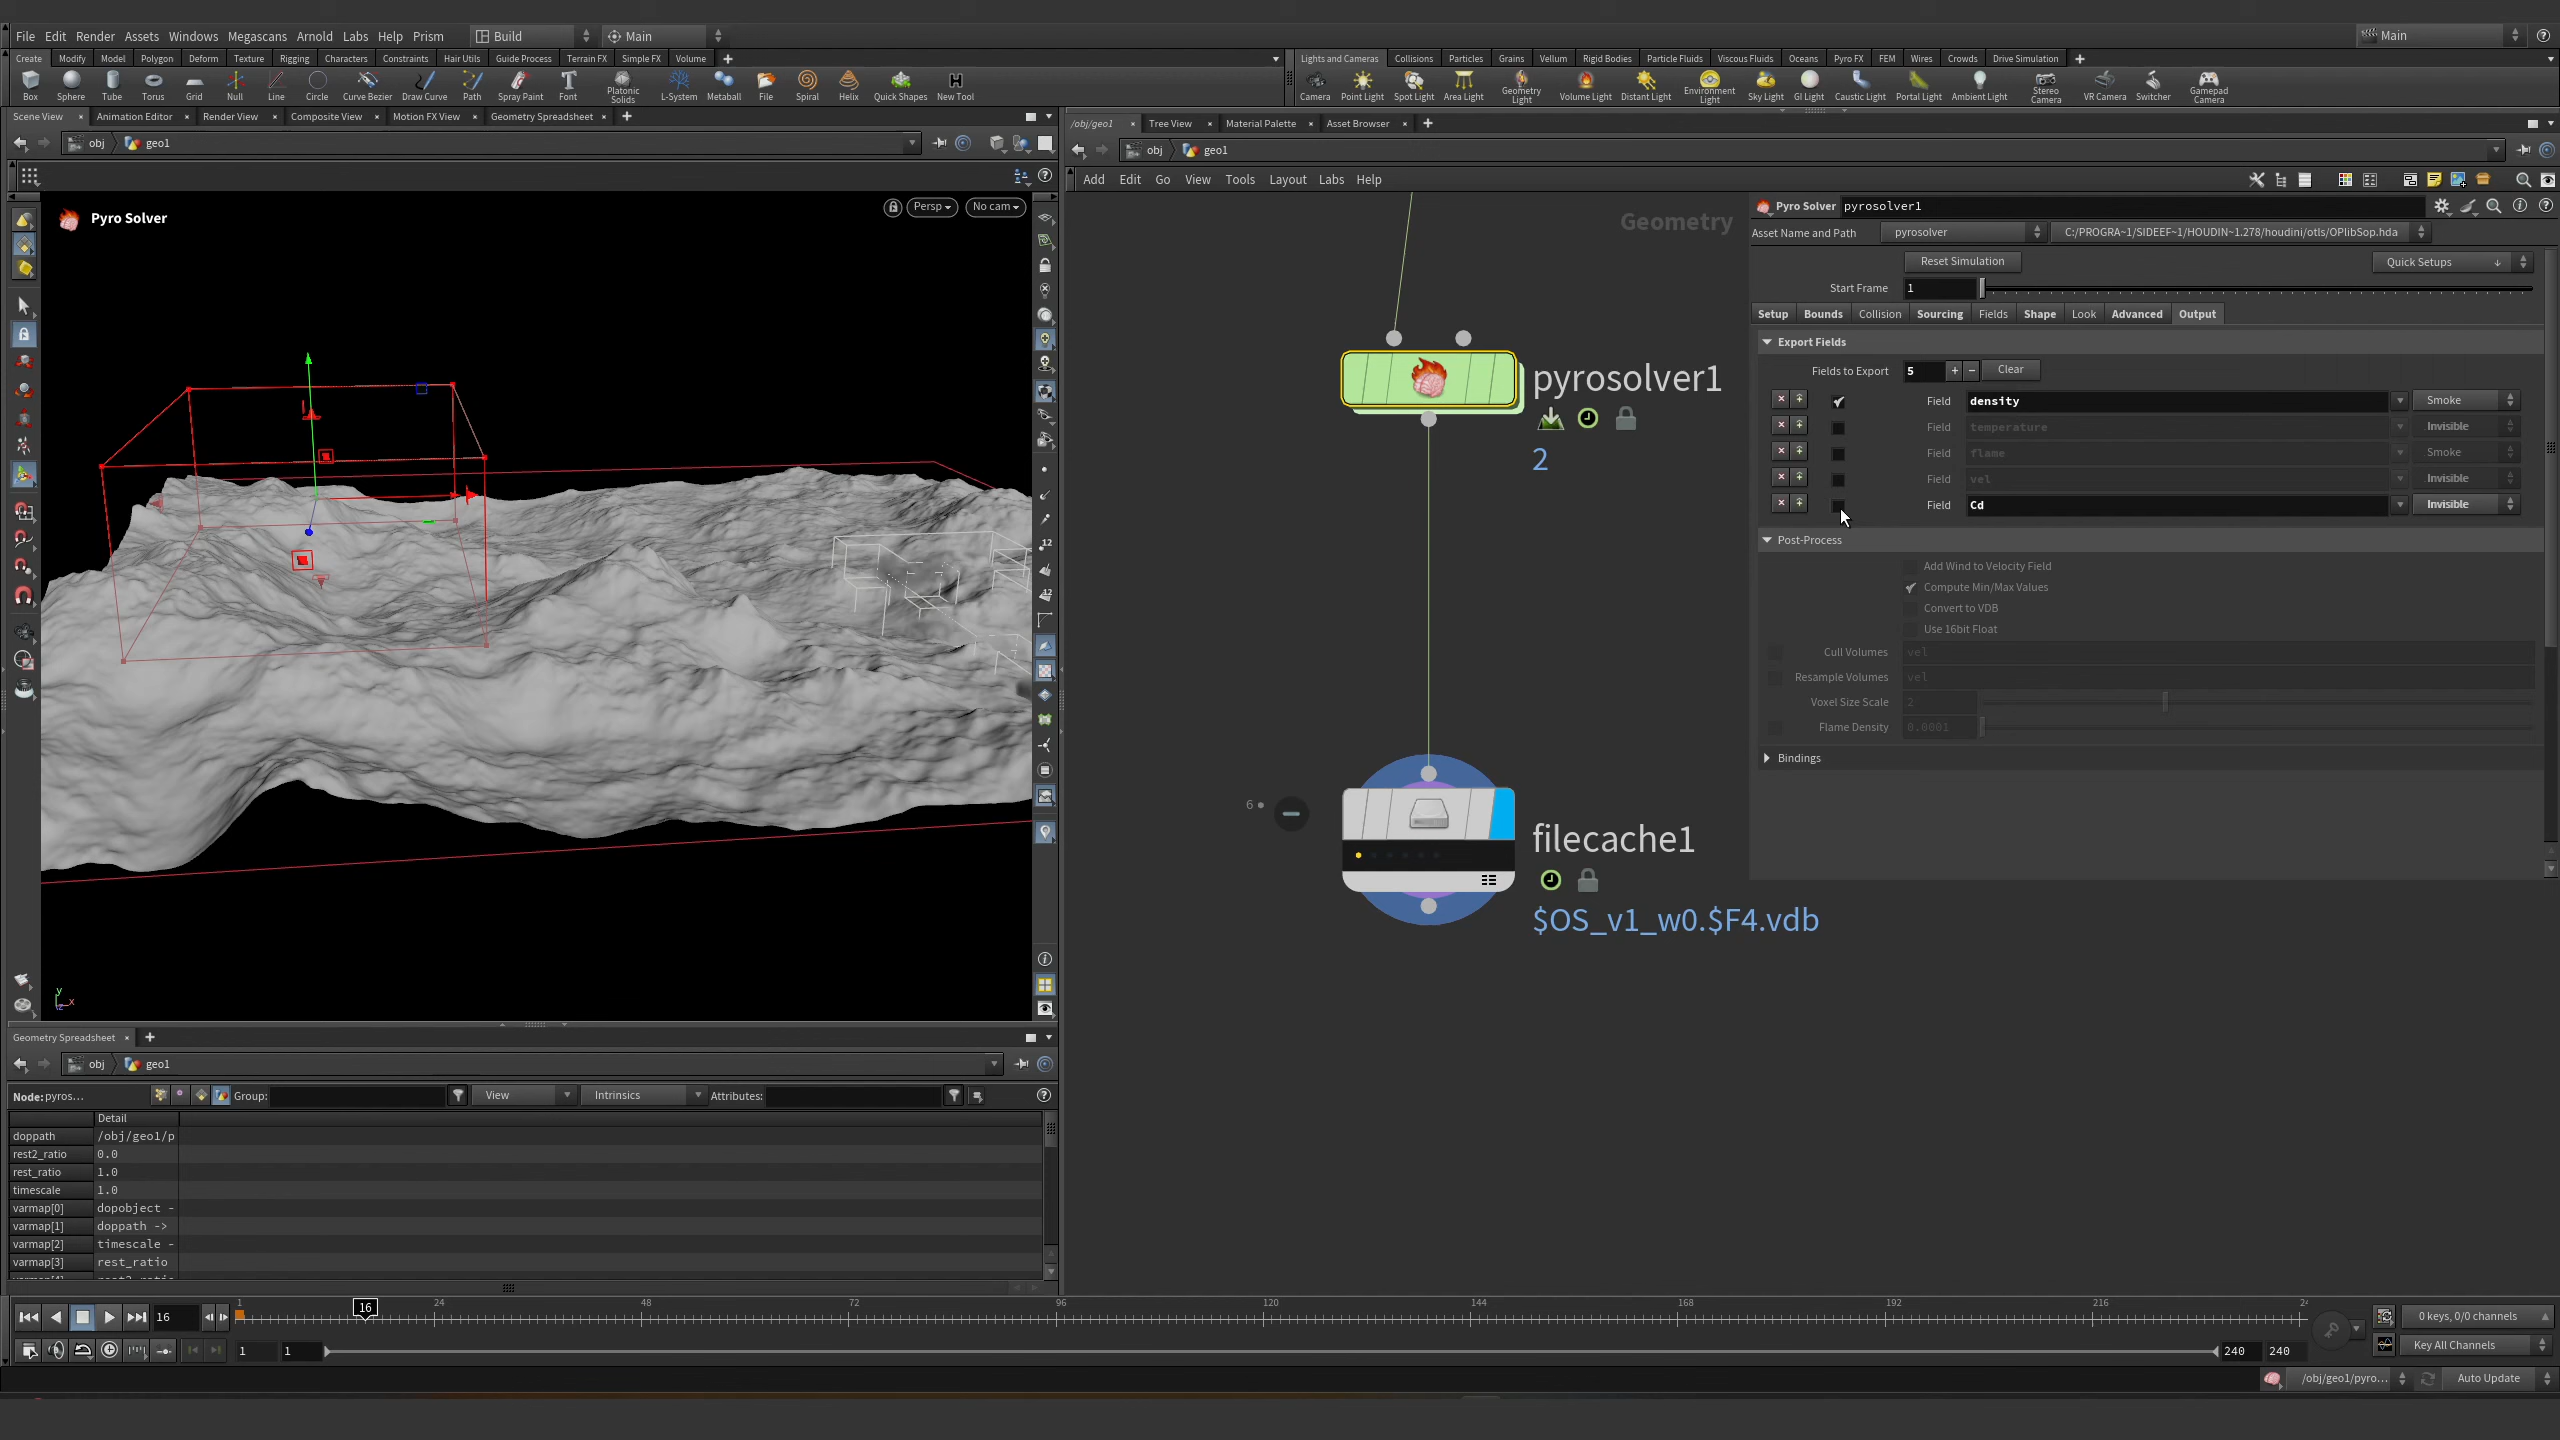 File Edit Render Assets Windows Megascans Arnold Labs Help Prism Build Main Main
Create Modify Model Polygon Deform Texture Rigging Characters Constraints Hair Utils Guide Process Terrain FX Simple FX Volume
Lights and Cameras Collisions Particles Grains Vellum Rigid Bodies Particle Fluids Viscous Fluids Oceans Pyro FX FEM Wires Crowds Drive Simulation
Box Sphere Tube Torus Grid Null Line Circle Curve Bezier Draw Curve Path Spray Paint Font Platonic Solids L-System Metaball File Spiral Helix Quick Shapes New Tool
Camera Point Light Spot Light Area Light Geometry Light Volume Light Distant Light Environment Light Sky Light GI Light Caustic Light Portal Light Ambient Light Stereo Camera VR Camera Switcher Gamepad Camera
Scene View Animation Editor Render View Composite View Motion FX View Geometry Spreadsheet
/obj/geo1 Tree View Material Palette Asset Browser
obj geo1
obj geo1
Add Edit Go View Tools Layout Labs Help
Pyro Solver
Persp No cam
Geometry
pyrosolver1
2
filecache1
$OS_v1_w0.$F4.vdb
6
Pyro Solver pyrosolver1
Asset Name and Path pyrosolver C:/PROGRA~1/SIDEEF~1/HOUDIN~1.278/houdini/otls/OPlibSop.hda
Reset Simulation Quick Setups
Start Frame 1
Setup Bounds Collision Sourcing Fields Shape Look Advanced Output
Export Fields
Fields to Export 5 + − Clear
Field density Smoke
Field temperature Invisible
Field flame Smoke
Field vel Invisible
Field Cd Invisible
Post-Process
Add Wind to Velocity Field
Compute Min/Max Values
Convert to VDB
Use 16bit Float
Cull Volumes vel
Resample Volumes vel
Voxel Size Scale 2
Flame Density 0.0001
Bindings
12
12
y
x
Geometry Spreadsheet
obj geo1
Node: pyros... Group: View Intrinsics Attributes:
Detail
doppath /obj/geo1/p
rest2_ratio 0.0
rest_ratio 1.0
timescale 1.0
varmap[0] dopobject -
varmap[1] doppath ->
varmap[2] timescale -
varmap[3] rest_ratio
16 1 16 24 48 72 96 120 144 168 192 216
0 keys, 0/0 channels
1 1 240 240 Key All Channels
/obj/geo1/pyro... Auto Update